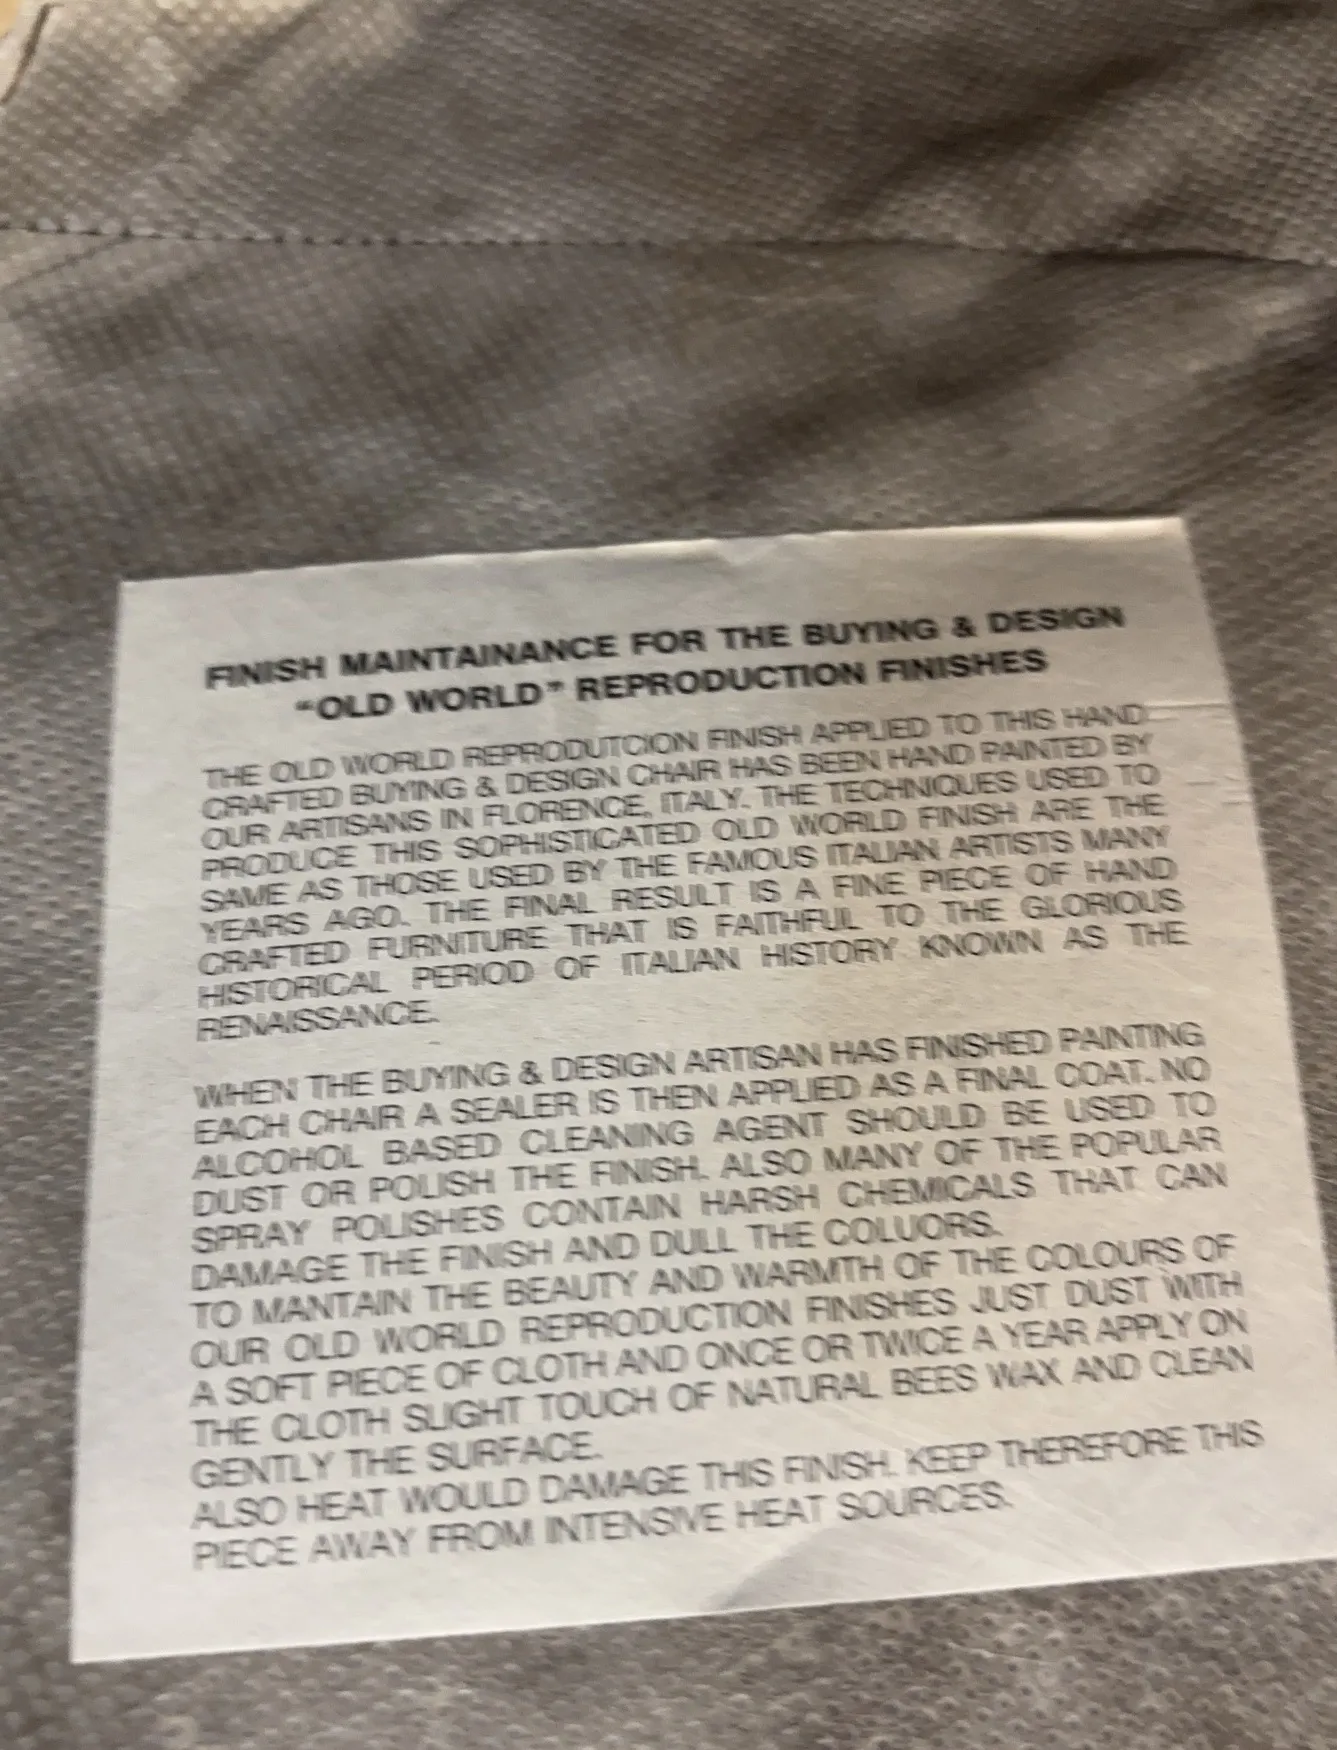 FINISH MAINTAINANCE FOR THE BUYING & DESIGN
"OLD WORLD" REPRODUCTION FINISHES
THE OLD WORLD REPRODUTCION FINISH APPLIED TO THIS HAND
CRAFTED BUYING & DESIGN CHAIR HAS BEEN HAND PAINTED BY
OUR ARTISANS IN FLORENCE, ITALY. THE TECHNIQUES USED TO
PRODUCE THIS SOPHISTICATED OLD WORLD FINISH ARE THE
SAME AS THOSE USED BY THE FAMOUS ITALIAN ARTISTS MANY
YEARS AGO. THE FINAL RESULT IS A FINE PIECE OF HAND
CRAFTED FURNITURE THAT IS FAITHFUL TO THE GLORIOUS
HISTORICAL PERIOD OF ITALIAN HISTORY KNOWN AS THE
RENAISSANCE.
WHEN THE BUYING & DESIGN ARTISAN HAS FINISHED PAINTING
EACH CHAIR A SEALER IS THEN APPLIED AS A FINAL COAT. NO
ALCOHOL BASED CLEANING AGENT SHOULD BE USED TO
DUST OR POLISH THE FINISH. ALSO MANY OF THE POPULAR
SPRAY POLISHES CONTAIN HARSH CHEMICALS THAT CAN
DAMAGE THE FINISH AND DULL THE COLUORS.
TO MANTAIN THE BEAUTY AND WARMTH OF THE COLOURS OF
OUR OLD WORLD REPRODUCTION FINISHES JUST DUST WITH
A SOFT PIECE OF CLOTH AND ONCE OR TWICE A YEAR APPLY ON
THE CLOTH SLIGHT TOUCH OF NATURAL BEES WAX AND CLEAN
GENTLY THE SURFACE.
ALSO HEAT WOULD DAMAGE THIS FINISH. KEEP THEREFORE THIS
PIECE AWAY FROM INTENSIVE HEAT SOURCES.